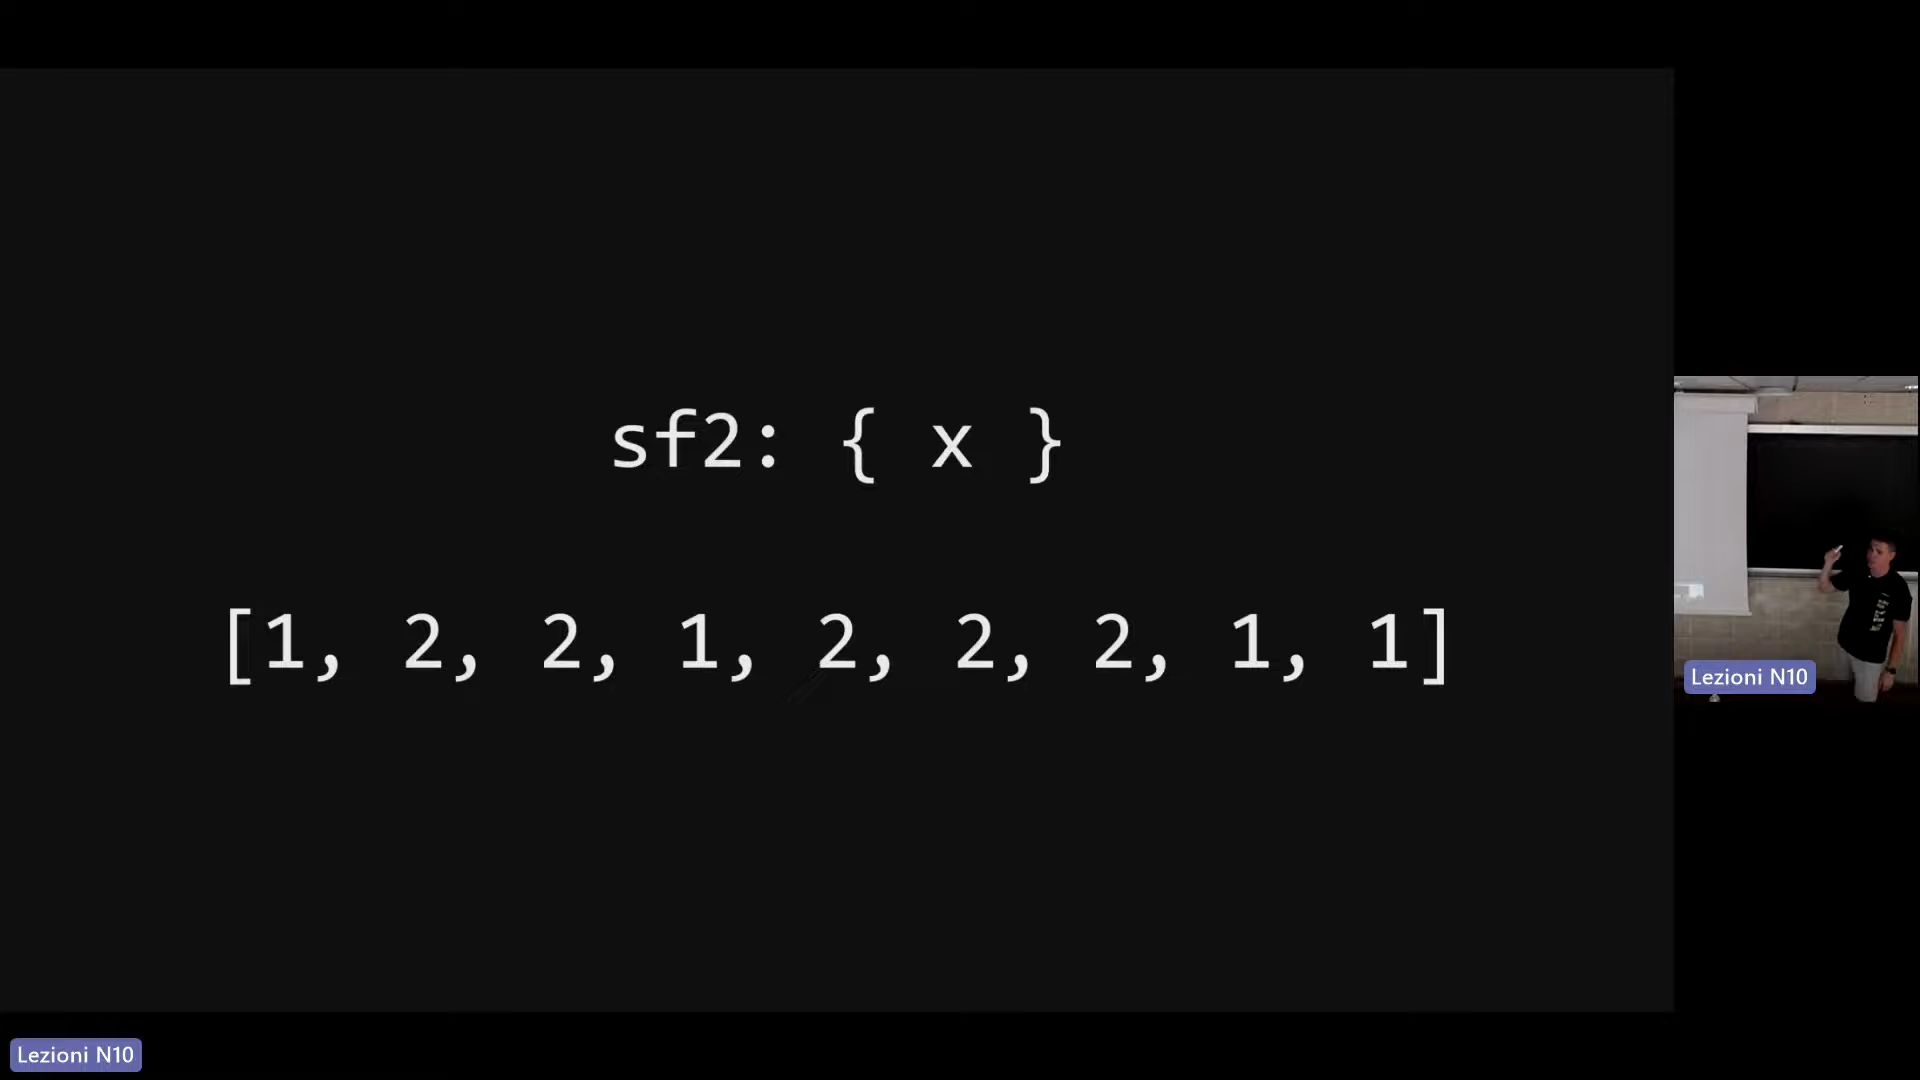 sf2: { x }
[1, 2, 2, 1, 2, 2, 2, 1, 1]
Lezioni N10
Lezioni N10